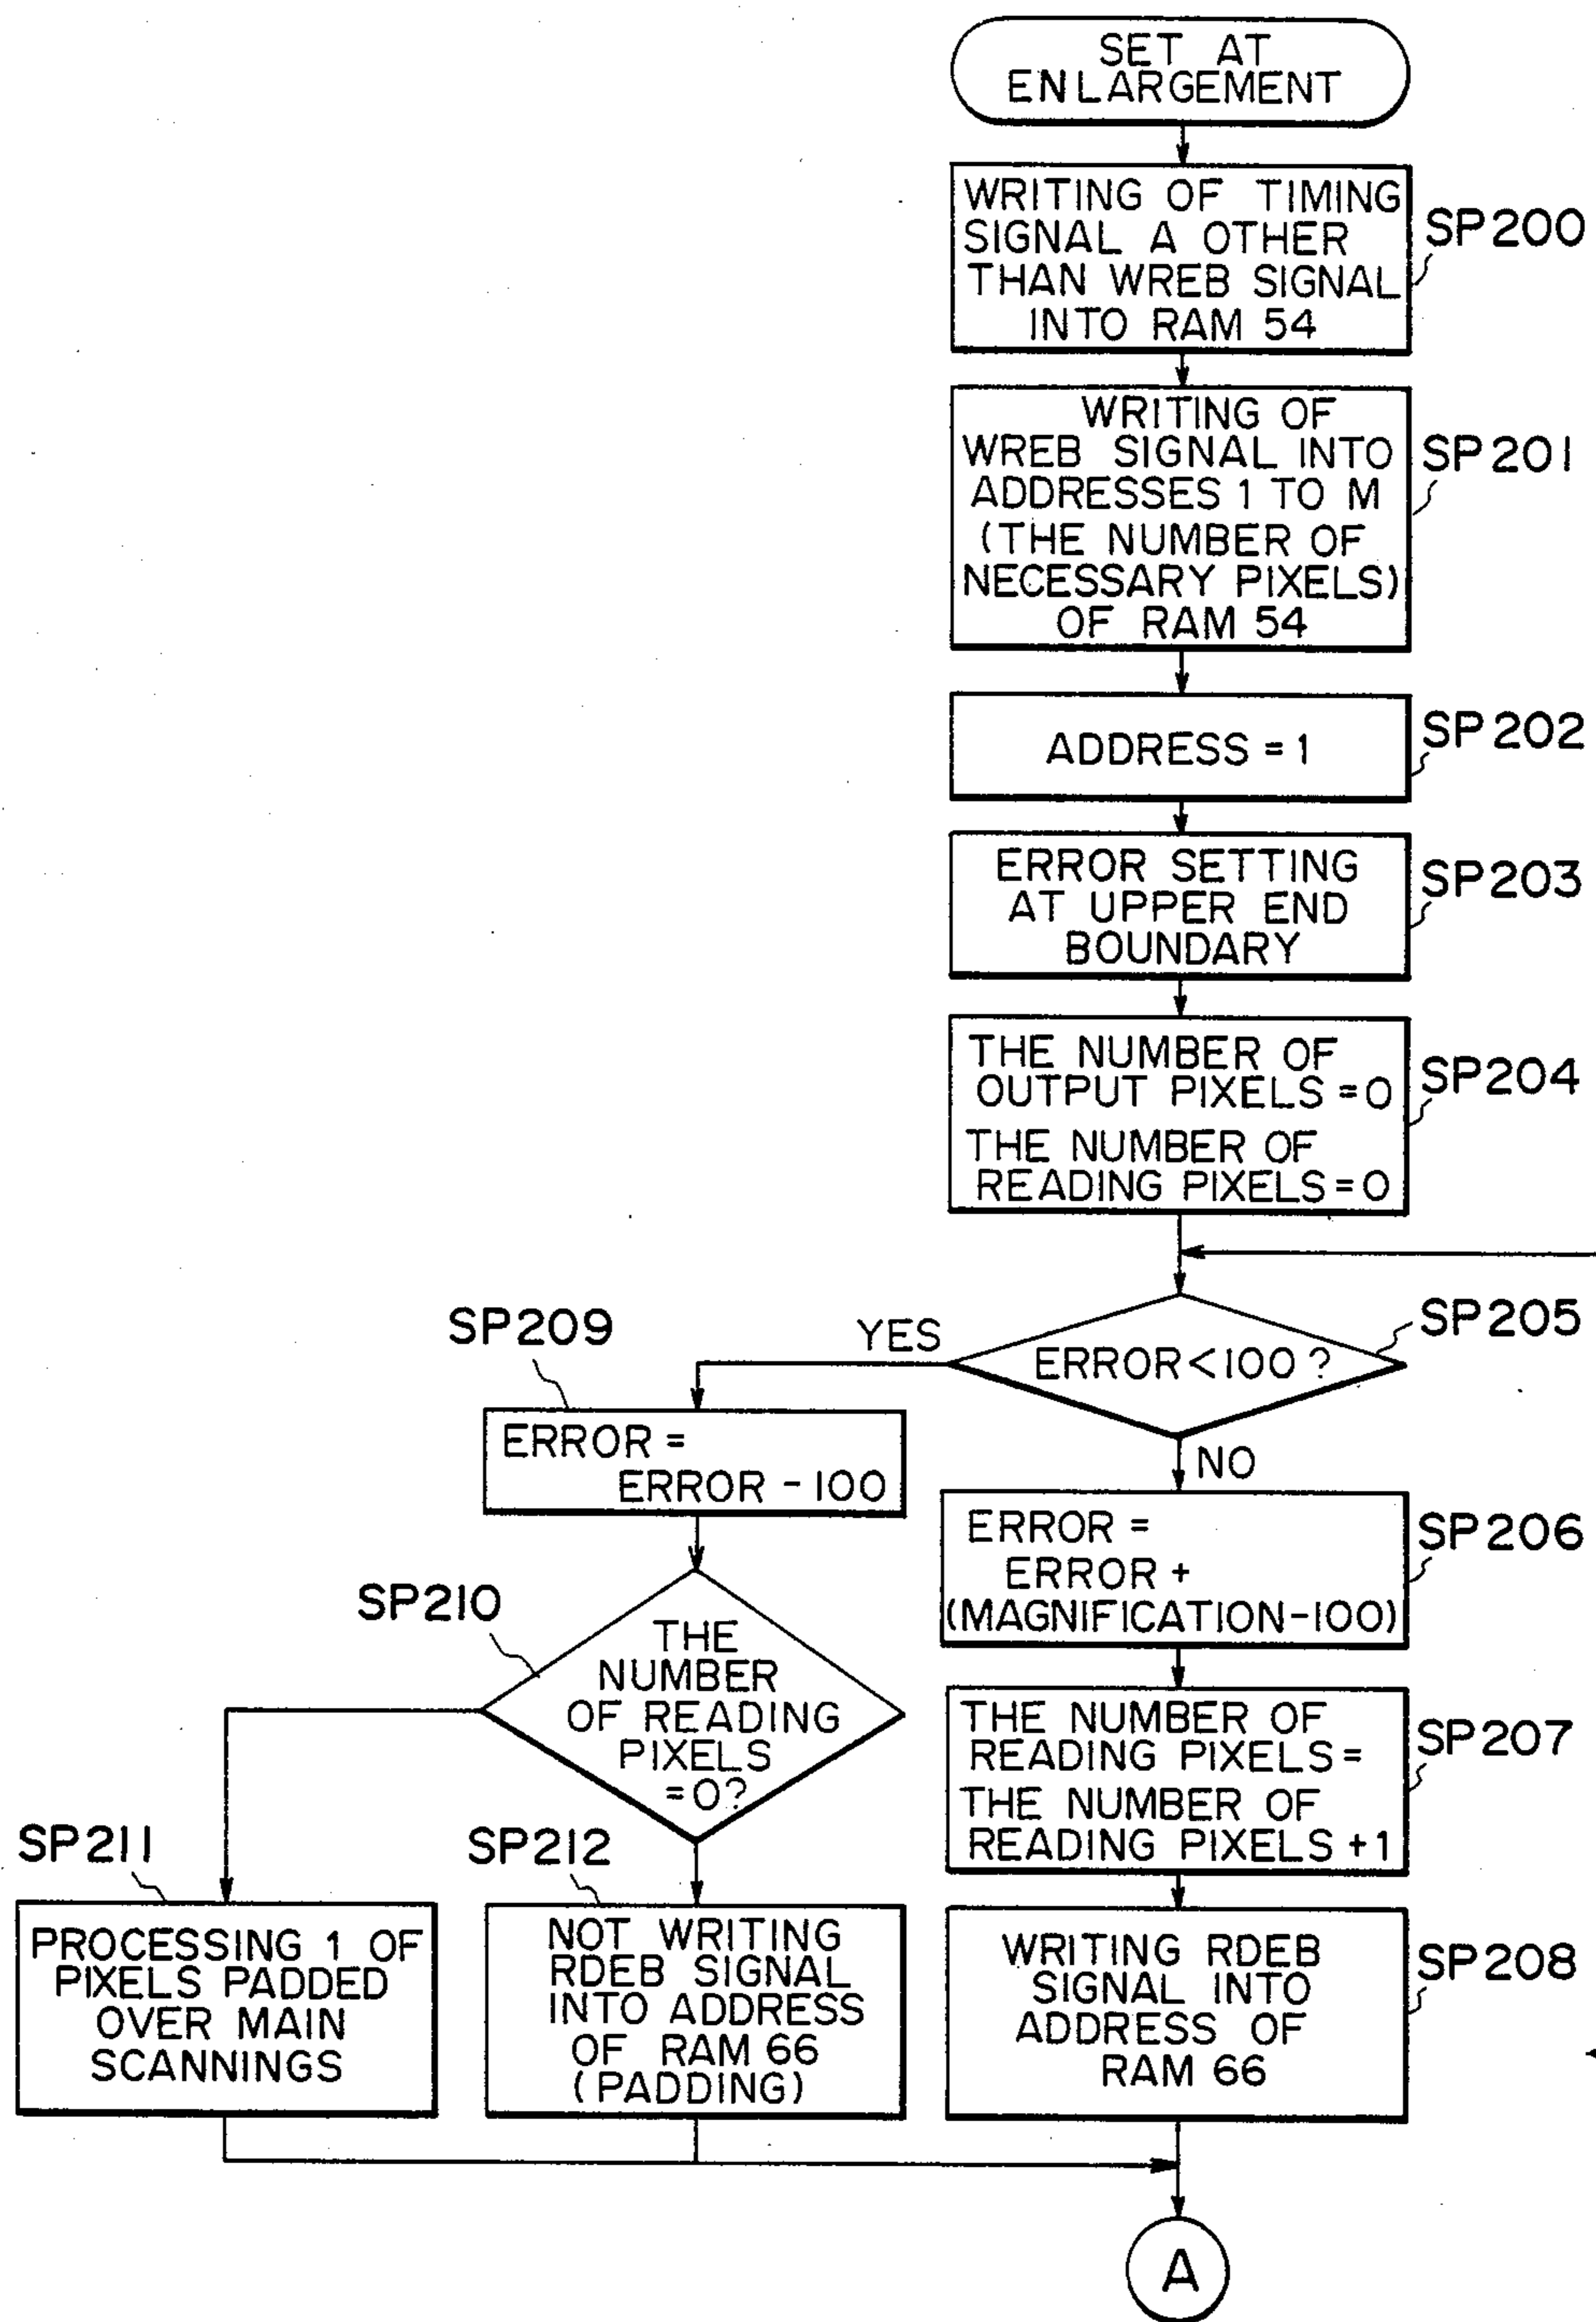 SET AT
ENLARGEMENT
WRITING OF TIMING
SIGNAL A OTHER
THAN WREB SIGNAL
INTO RAM 54
SP200
WRITING OF
WREB SIGNAL INTO
ADDRESSES 1 TO M
(THE NUMBER OF
NECESSARY PIXELS)
OF RAM 54
SP201
ADDRESS = 1
SP202
ERROR SETTING
AT UPPER END
BOUNDARY
SP203
THE NUMBER OF
OUTPUT PIXELS = 0
THE NUMBER OF
READING PIXELS = 0
SP204
ERROR < 100 ?
SP205
YES
NO
SP209
ERROR =
ERROR - 100
ERROR =
ERROR +
(MAGNIFICATION-100)
SP206
SP210
THE
NUMBER
OF READING
PIXELS
= 0?
THE NUMBER OF
READING PIXELS =
THE NUMBER OF
READING PIXELS +1
SP207
SP211
PROCESSING 1 OF
PIXELS PADDED
OVER MAIN
SCANNINGS
SP212
NOT WRITING
RDEB SIGNAL
INTO ADDRESS
OF RAM 66
(PADDING)
WRITING RDEB
SIGNAL INTO
ADDRESS OF
RAM 66
SP208
A